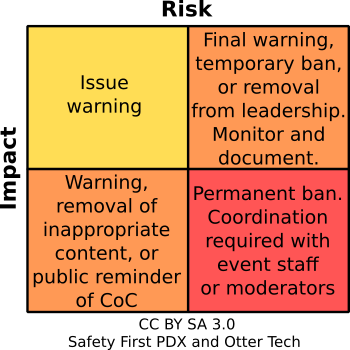 Risk
Impact
Issue
warning
Final warning,
temporary ban,
or removal
from leadership.
Monitor and
document.
Warning,
removal of
inappropriate
content, or
public reminder
of CoC
Permanent ban.
Coordination
required with
event staff
or moderators
CC BY SA 3.0
Safety First PDX and Otter Tech